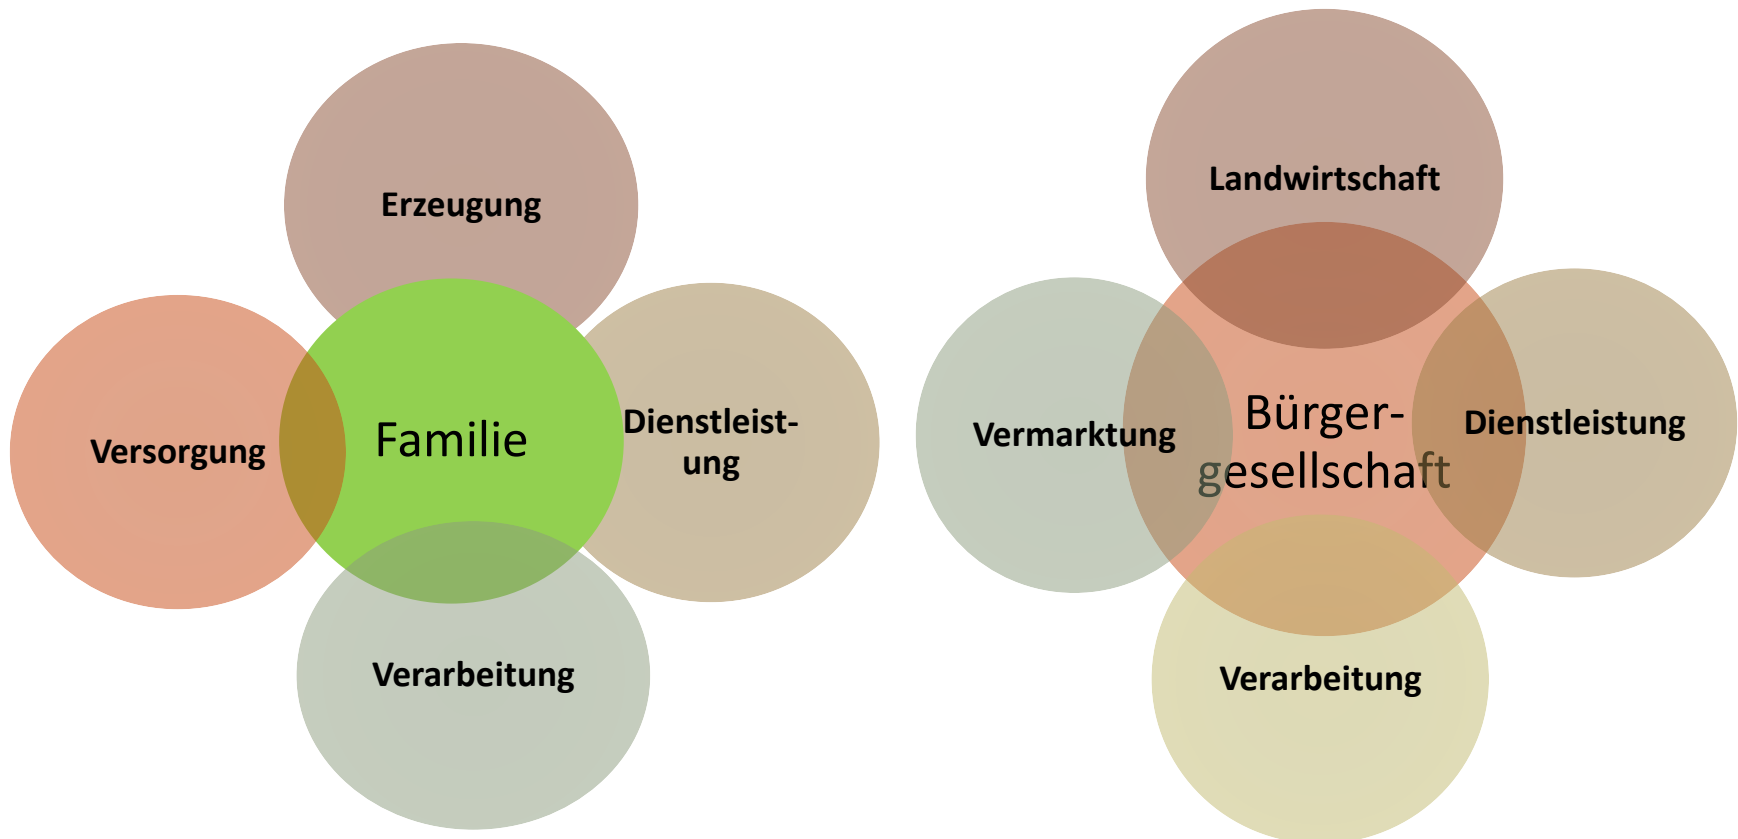 Erzeugung
Versorgung
Familie
Dienstleist-
ung
Verarbeitung
Landwirtschaft
Vermarktung
Bürger-
gesellschaft
Dienstleistung
Verarbeitung